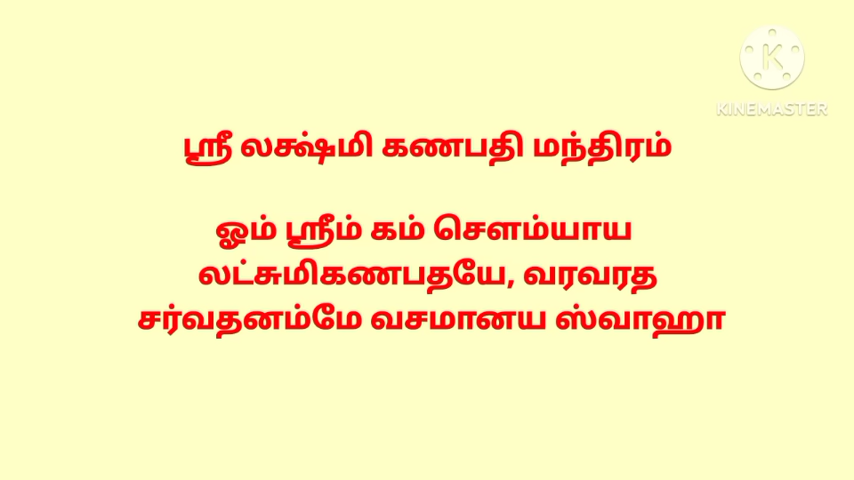 KINEMASTER
ஸ்ரீ லக்ஷ்மி கணபதி மந்திரம்
ஓம் ஸ்ரீம் கம் சௌம்யாய
லட்சுமிகணபதயே, வரவரத
சர்வதனம்மே வசமானய ஸ்வாஹா